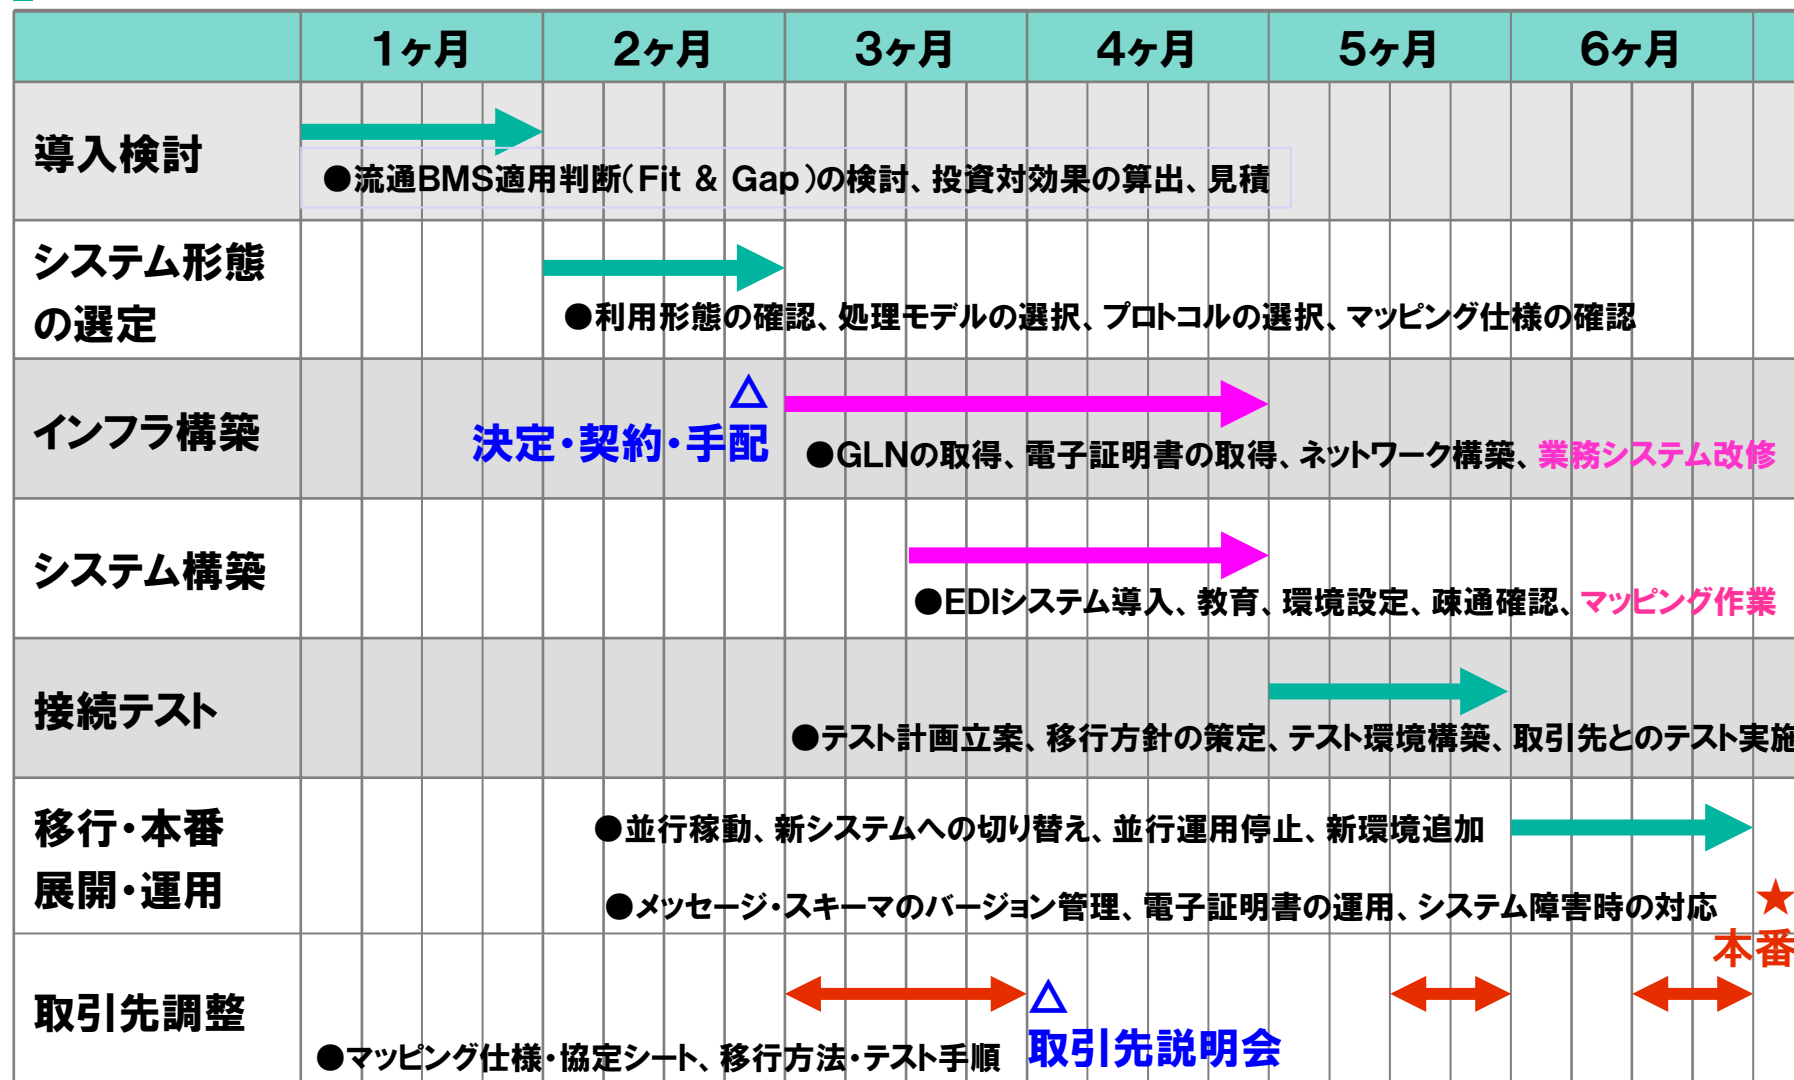 1ヶ月 2ヶ月 3ヶ月 4ヶ月 5ヶ月 6ヶ月
導入検討
●流通BMS適用判断(Fit & Gap)の検討、投資対効果の算出、見積
システム形態
の選定
●利用形態の確認、処理モデルの選択、プロトコルの選択、マッピング仕様の確認
インフラ構築
△
決定・契約・手配
●GLNの取得、電子証明書の取得、ネットワーク構築、業務システム改修
システム構築
●EDIシステム導入、教育、環境設定、疎通確認、マッピング作業
接続テスト
●テスト計画立案、移行方針の策定、テスト環境構築、取引先とのテスト実施
移行・本番
展開・運用
●並行稼動、新システムへの切り替え、並行運用停止、新環境追加
●メッセージ・スキーマのバージョン管理、電子証明書の運用、システム障害時の対応
★
本番
取引先調整
△
取引先説明会
●マッピング仕様・協定シート、移行方法・テスト手順